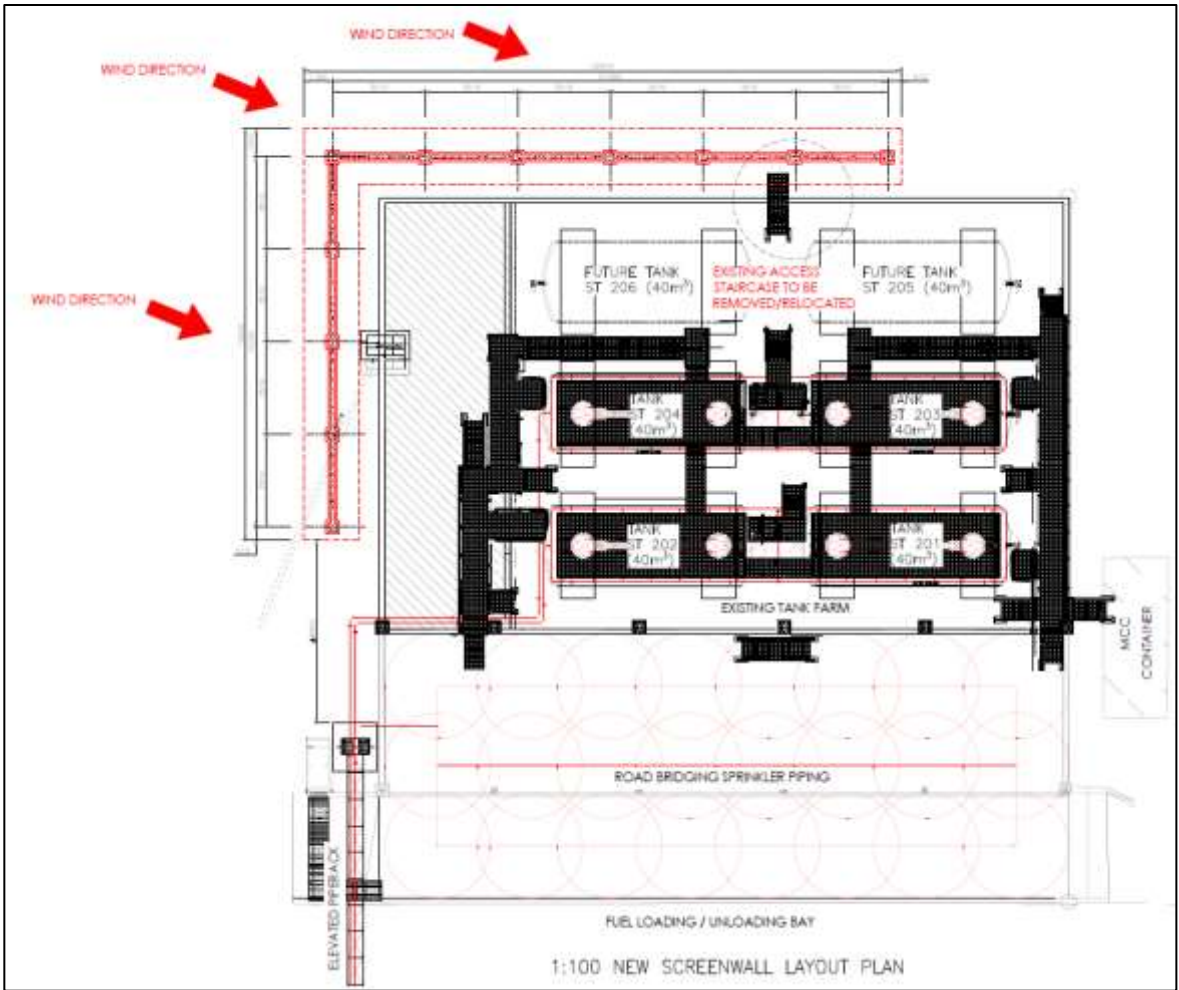 WIND DIRECTION
WIND DIRECTION
WIND DIRECTION
FUTURE TANK
ST 206 (40m³)
EXISTING ACCESS
STAIRCASE TO BE
REMOVED/RELOCATED
FUTURE TANK
ST 205 (40m³)
TANK
ST 204
(40m³)
TANK
ST 203
(40m³)
TANK
ST 202
(40m³)
TANK
ST 201
(40m³)
EXISTING TANK FARM
MCC
CONTAINER
ROAD BRIDGING SPRINKLER PIPING
ELEVATED PIPERACK
FUEL LOADING / UNLOADING BAY
1:100 NEW SCREENWALL LAYOUT PLAN